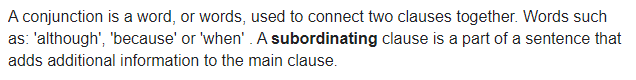 A conjunction is a word, or words, used to connect two clauses together. Words such
as: 'although', 'because' or 'when' . A subordinating clause is a part of a sentence that
adds additional information to the main clause.